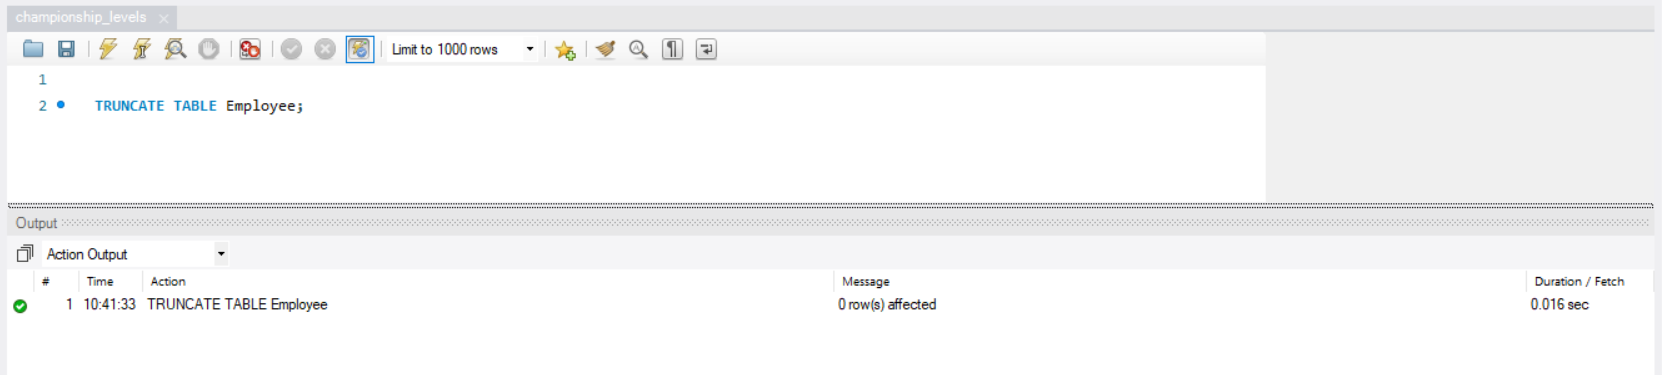 championship_levels
Limit to 1000 rows
1
2 TRUNCATE TABLE Employee;
Output
Action Output
# Time Action Message Duration / Fetch
1 10:41:33 TRUNCATE TABLE Employee 0 row(s) affected 0.016 sec